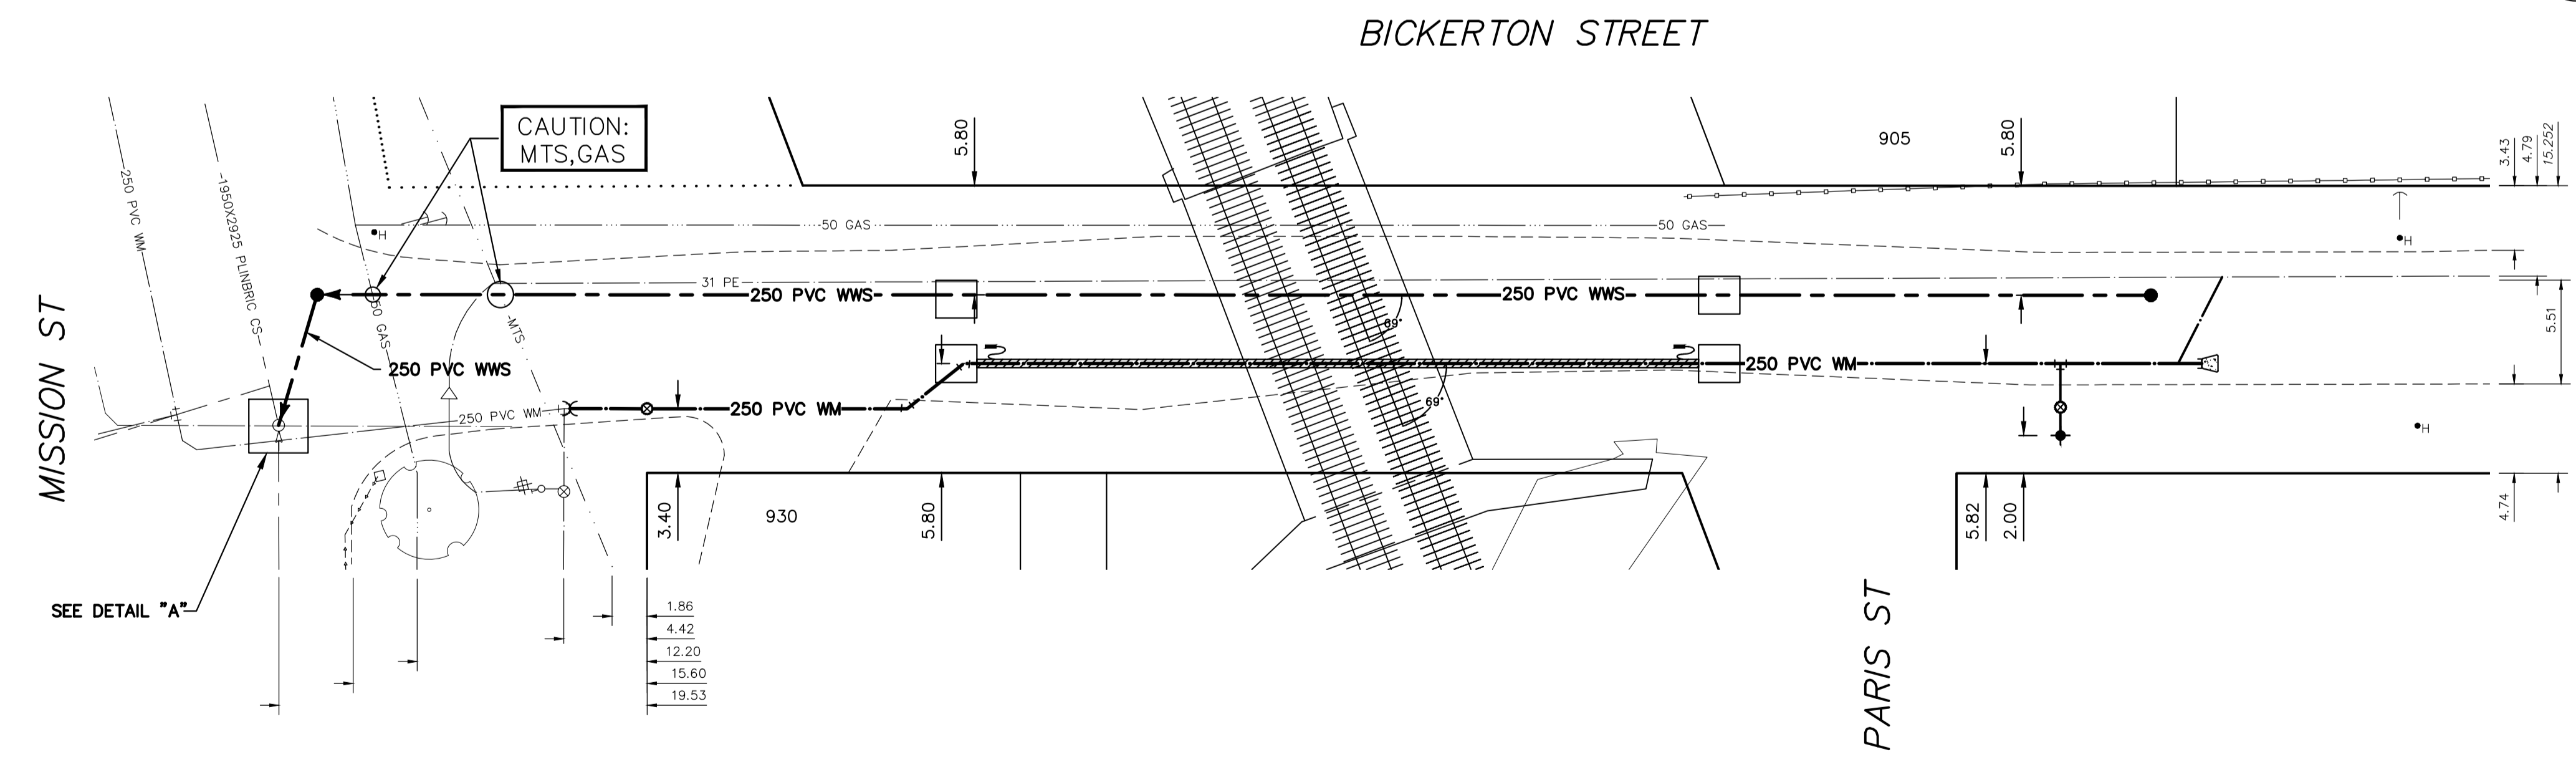 BICKERTON STREET
CAUTION:
MTS,GAS
5.80
905
5.80
3.43
4.79
15.252
250 PVC WM
1950X2925 PLINBRIC CS
50 GAS
50 GAS
H
H
31 PE
250 PVC WWS
250 PVC WWS
50 GAS
MTS
69°
5.51
MISSION ST
250 PVC WWS
250 PVC WM
250 PVC WM
250 PVC WM
69°
H
3.40
930
5.80
5.82
2.00
4.74
SEE DETAIL "A"
1.86
4.42
12.20
15.60
19.53
PARIS ST